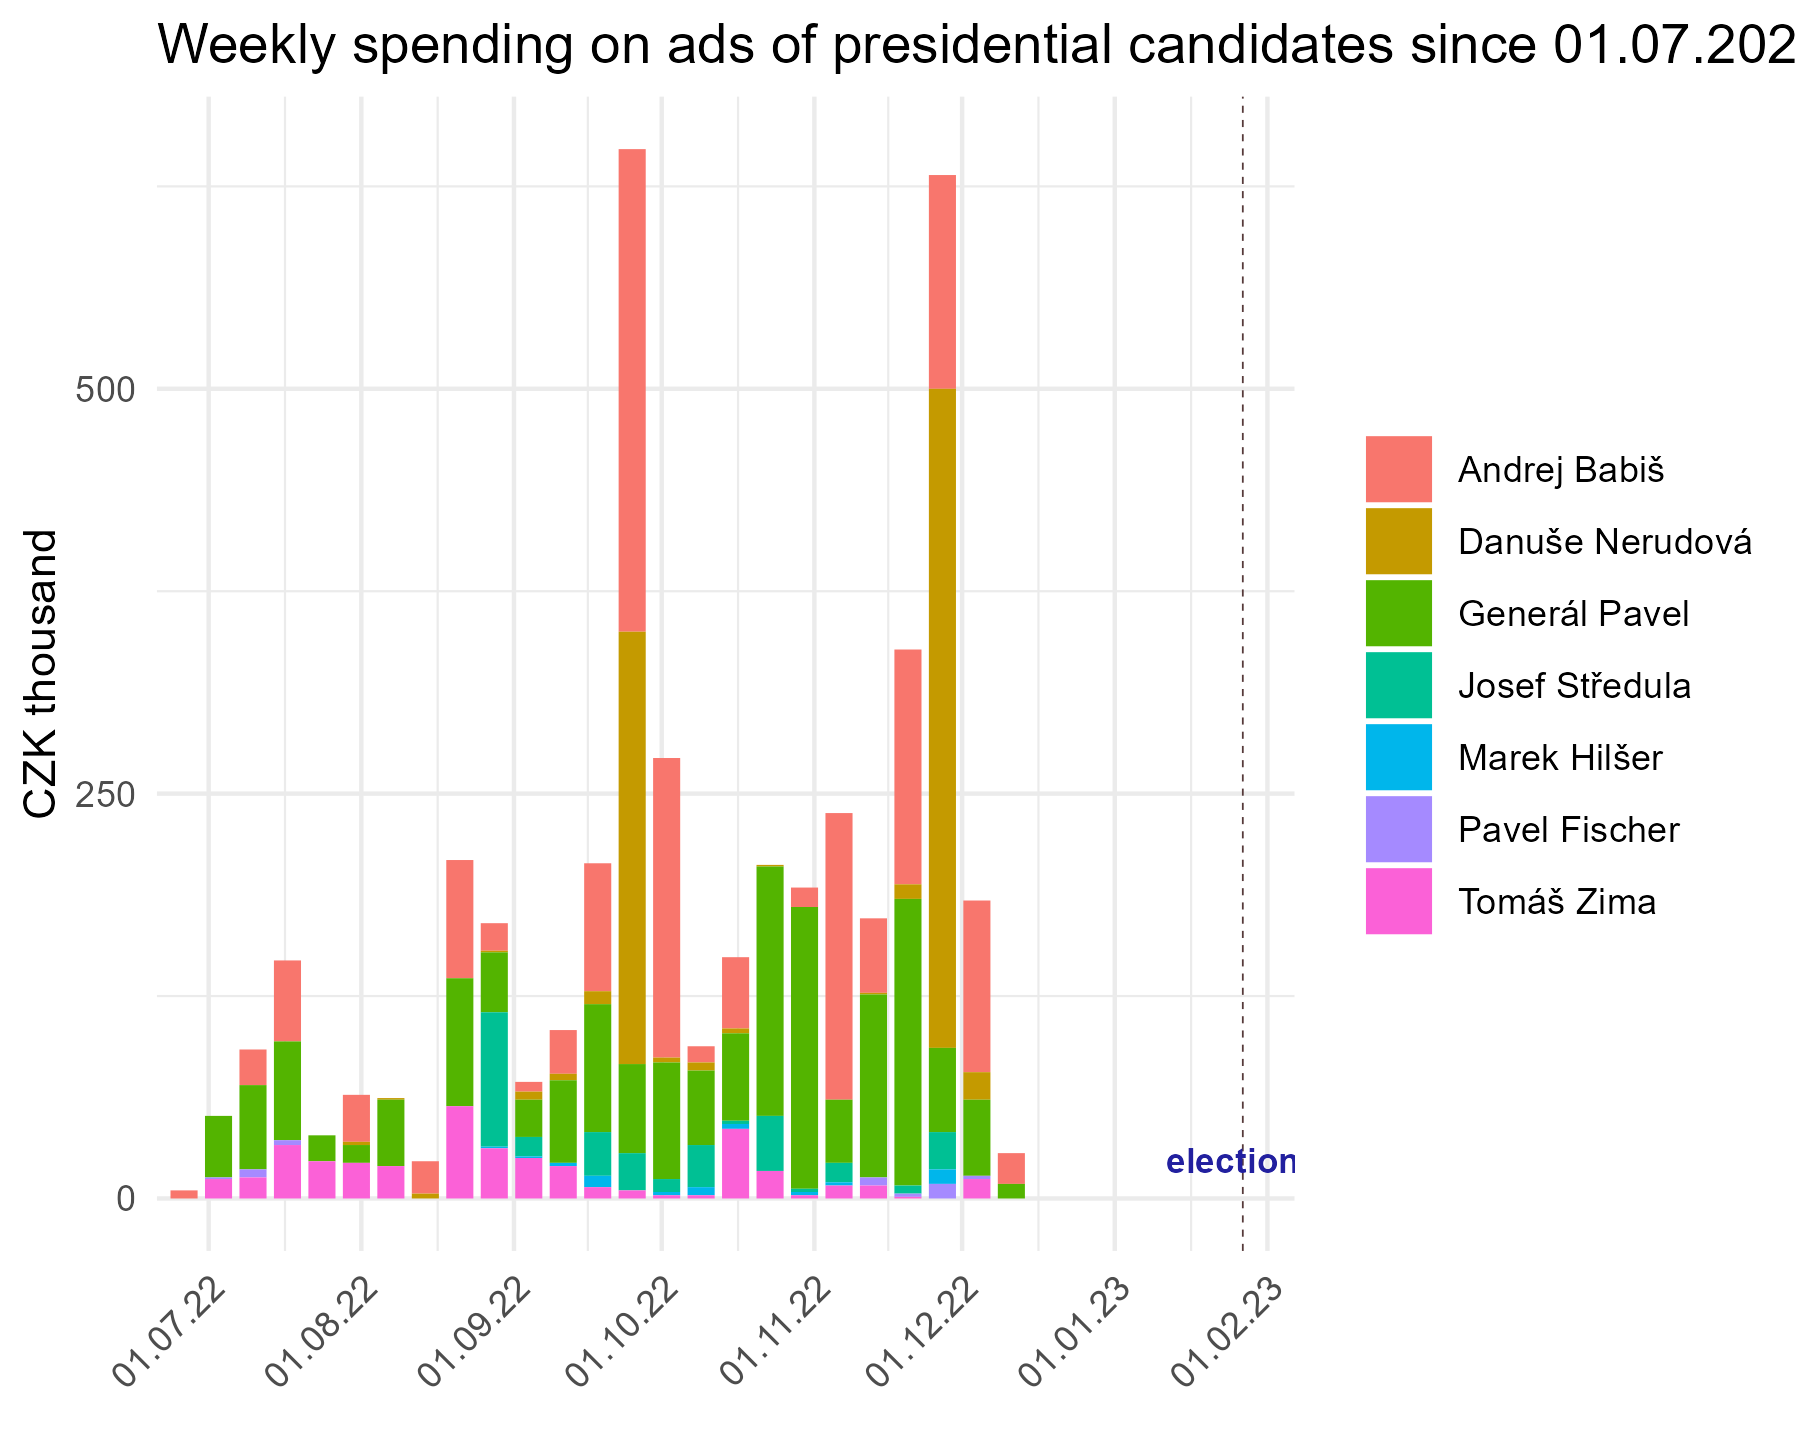 Weekly spending on ads of presidential candidates since 01.07.202
CZK thousand
500
250
0
election
01.07.22
01.08.22
01.09.22
01.10.22
01.11.22
01.12.22
01.01.23
01.02.23
Andrej Babiš
Danuše Nerudová
Generál Pavel
Josef Středula
Marek Hilšer
Pavel Fischer
Tomáš Zima